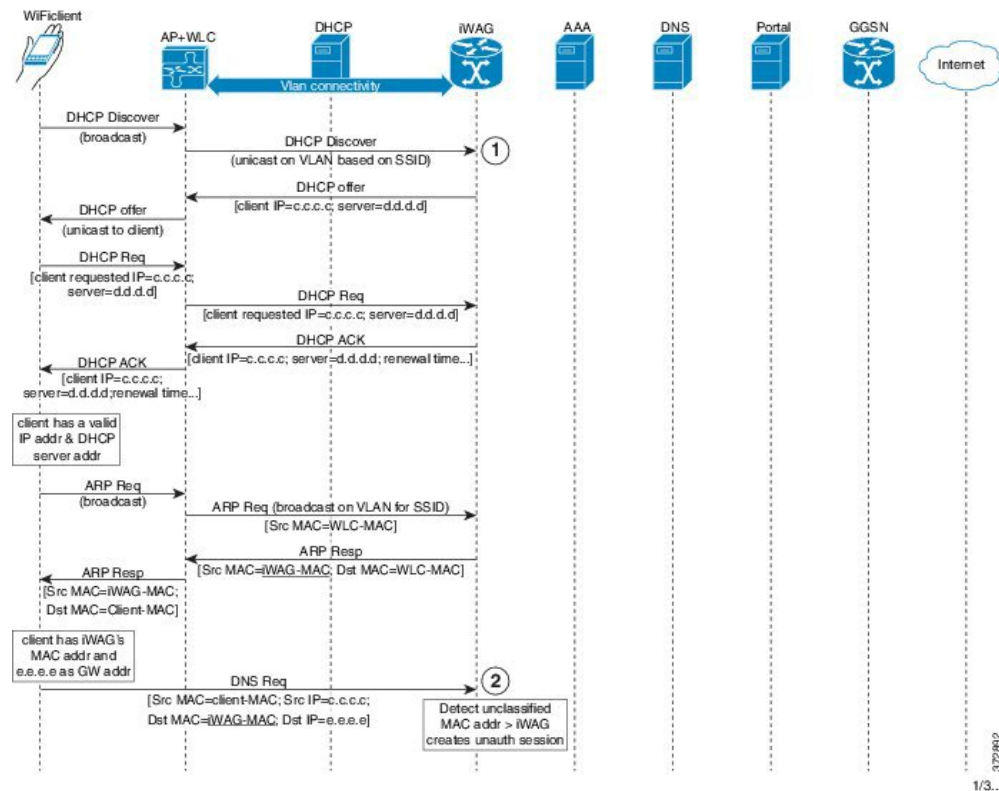 WiFiclient
AP+WLC
DHCP
iWAG
AAA
DNS
Portal
GGSN
Internet
Vlan connectivity
DHCP Discover
(broadcast)
DHCP Discover
(unicast on VLAN based on SSID)
1
DHCP offer
[client IP=c.c.c.c; server=d.d.d.d]
DHCP offer
(unicast to client)
DHCP Req
[client requested IP=c.c.c.c;
server=d.d.d.d]
DHCP Req
[client requested IP=c.c.c.c; server=d.d.d.d]
DHCP ACK
[client IP=c.c.c.c; server=d.d.d.d; renewal time...]
DHCP ACK
[client IP=c.c.c.c;
server=d.d.d.d;renewal time...]
client has a valid
IP addr & DHCP
server addr
ARP Req
(broadcast)
ARP Req (broadcast on VLAN for SSID)
[Src MAC=WLC-MAC]
ARP Resp
[Src MAC=iWAG-MAC; Dst MAC=WLC-MAC]
ARP Resp
[Src MAC=iWAG-MAC;
Dst MAC=Client-MAC]
client has iWAG's
MAC addr and
e.e.e.e as GW addr
DNS Req
[Src MAC=client-MAC; Src IP=c.c.c.c;
Dst MAC=iWAG-MAC; Dst IP=e.e.e.e]
2
Detect unclassified
MAC addr > iWAG
creates unauth session
372892
1/3...